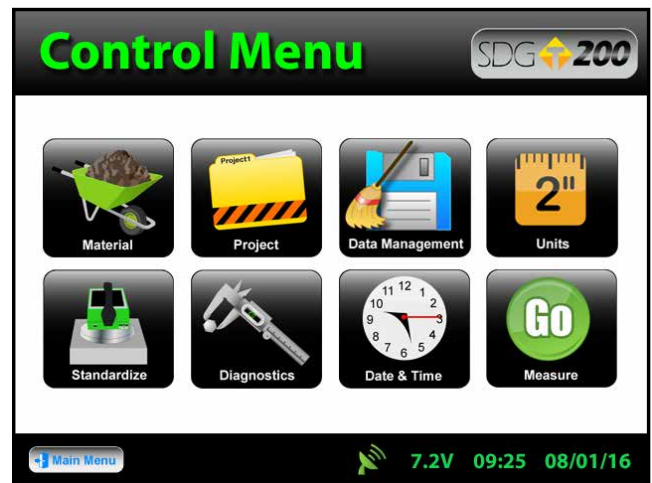 Control Menu
SDG T 200
Project1
2"
Material
Project
Data Management
Units
11 12 1
10 2
9 3
8 4
7 6 5
Go
Standardize
Diagnostics
Date & Time
Measure
Main Menu
7.2V 09:25 08/01/16